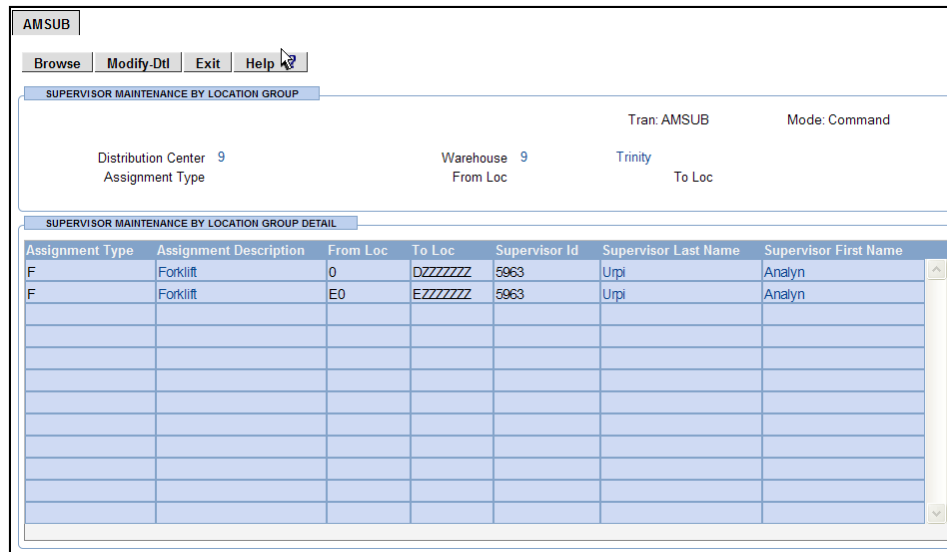 AMSUB
Browse Modify-Dtl Exit Help ?
SUPERVISOR MAINTENANCE BY LOCATION GROUP
Tran: AMSUB Mode: Command
Distribution Center 9 Warehouse 9 Trinity
Assignment Type From Loc To Loc
SUPERVISOR MAINTENANCE BY LOCATION GROUP DETAIL
Assignment Type Assignment Description From Loc To Loc Supervisor Id Supervisor Last Name Supervisor First Name
F Forklift 0 DZZZZZZZ 5963 Urpi Analyn
F Forklift E0 EZZZZZZZ 5963 Urpi Analyn